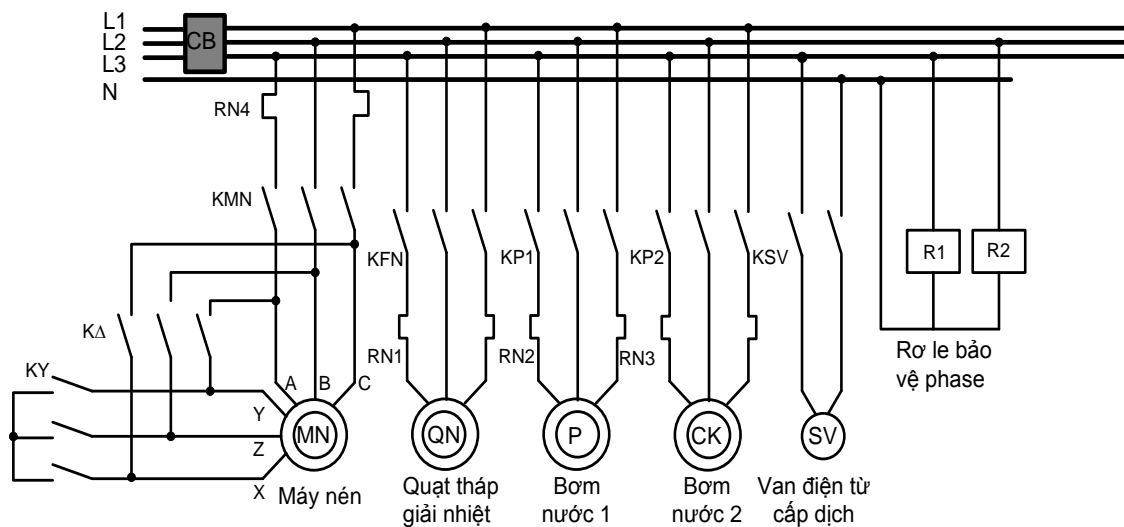 L1
L2
L3
N
CB
RN4
KMN
KFN
KP1
KP2
KSV
R1
R2
K∆
KY
RN1
RN2
RN3
Rơ le bảo
vệ phase
A
B
C
Y
Z
X
MN
QN
P
CK
SV
Máy nén
Quạt tháp
giải nhiệt
Bơm
nước 1
Bơm
nước 2
Van điện từ
cấp dịch